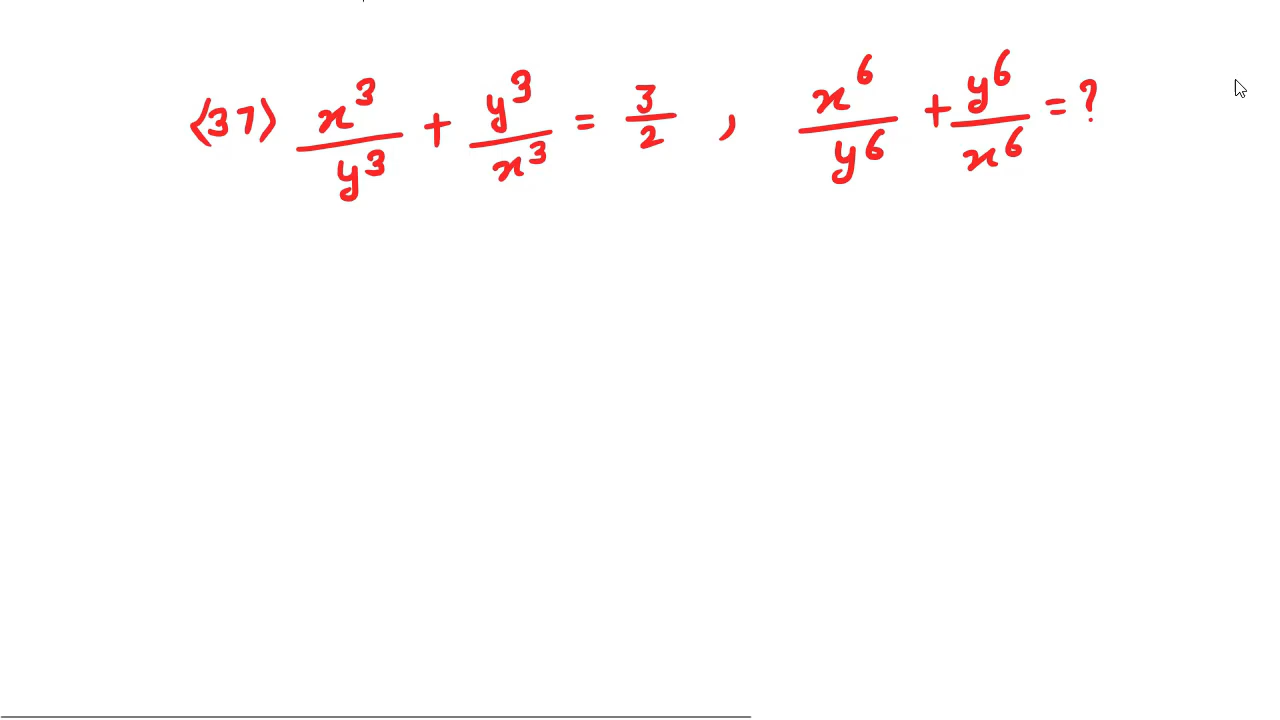 ⟨37⟩ x³/y³ + y³/x³ = 3/2 , x⁶/y⁶ + y⁶/x⁶ = ?